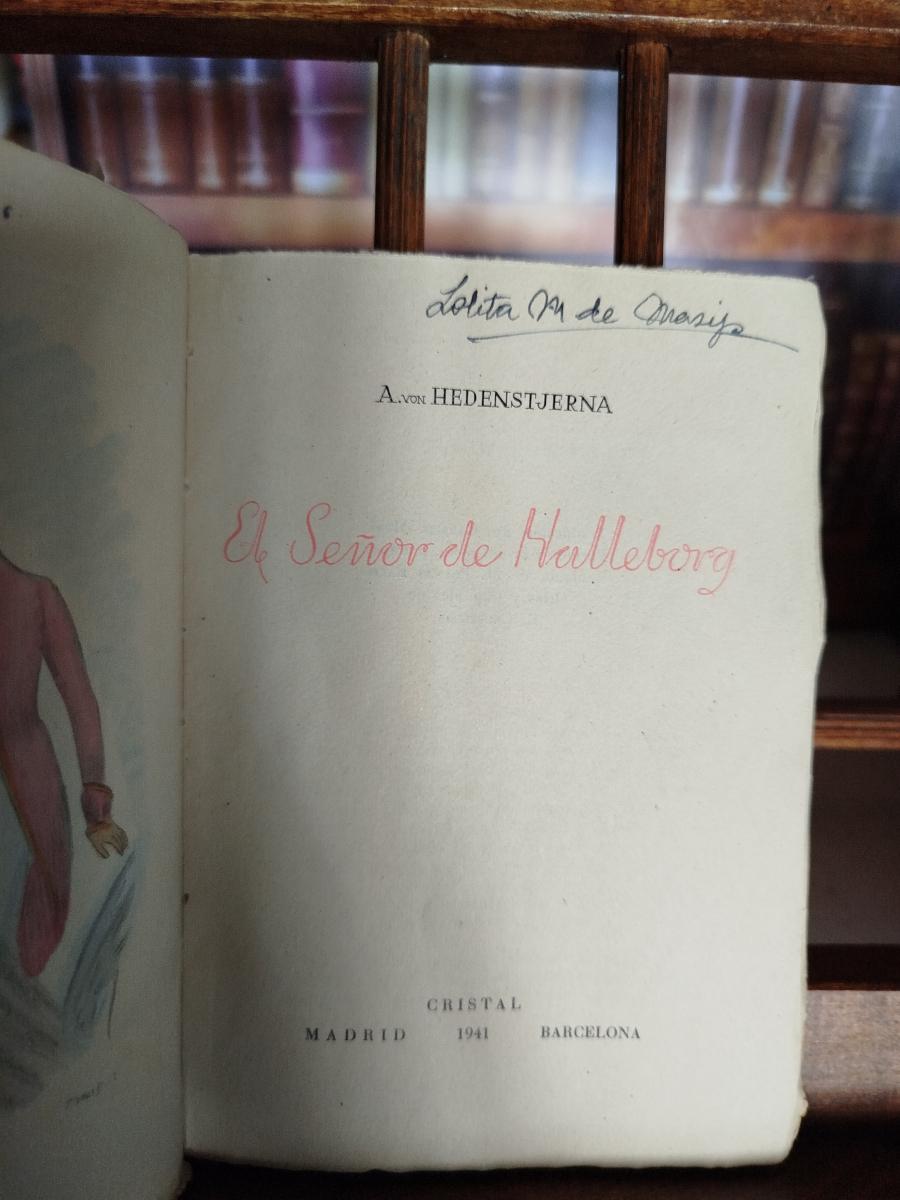 Lolita M de Masip
A. VON HEDENSTJERNA
El Señor de Halleborg
CRISTAL
MADRID 1941 BARCELONA